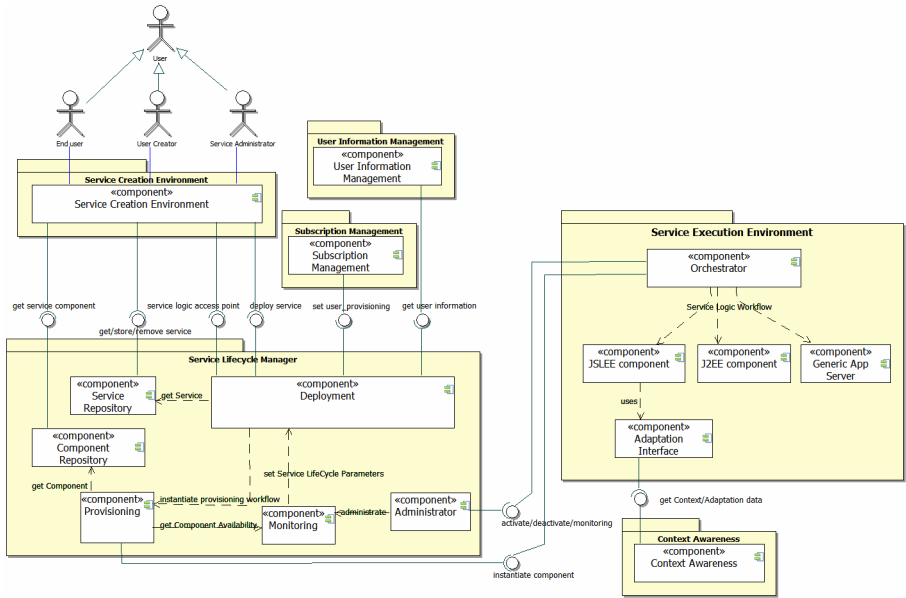 User
End user
User Creator
Service Administrator
Service Creation Environment
«component»
Service Creation Environment
User Information Management
«component»
User Information
Management
Subscription Management
«component»
Subscription
Management
get service component
service logic access point
deploy service
set user_provisioning
get user information
get/store/remove service
Service Lifecycle Manager
«component»
Service
Repository
get Service
«component»
Deployment
«component»
Component
Repository
set Service LifeCycle Parameters
get Component
«component»
Provisioning
instantiate provisioning workflow
get Component Availability
«component»
Monitoring
administrate
«component»
Administrator
activate/deactivate/monitoring
instantiate component
Service Execution Environment
«component»
Orchestrator
Service Logic Workflow
«component»
JSLEE component
«component»
J2EE component
«component»
Generic App
Server
uses
«component»
Adaptation
Interface
get Context/Adaptation data
Context Awareness
«component»
Context Awareness